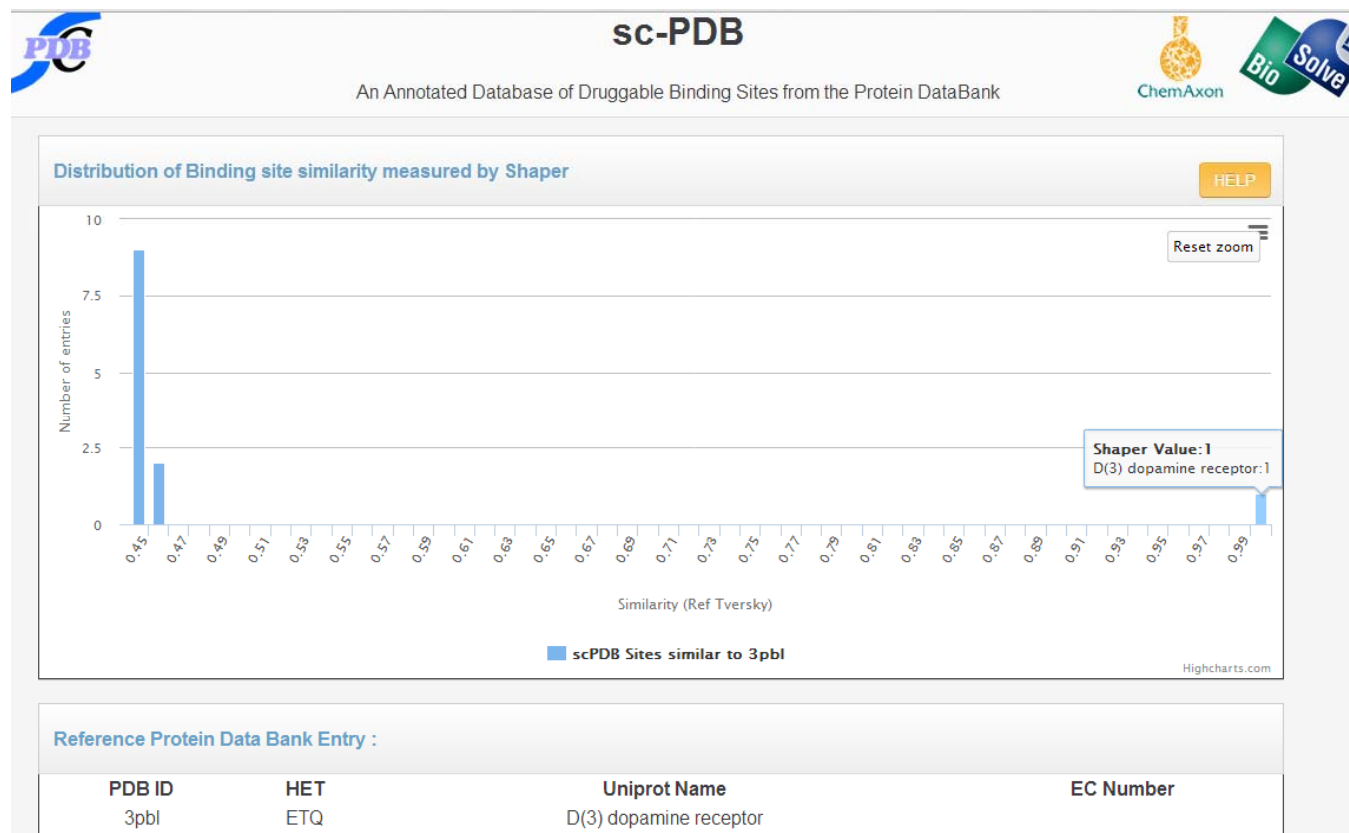 PDB
sc-PDB
An Annotated Database of Druggable Binding Sites from the Protein DataBank
ChemAxon
Bio
Solve
Distribution of Binding site similarity measured by Shaper
HELP
10
Reset zoom
7.5
5
2.5
0
Number of entries
Shaper Value:1
D(3) dopamine receptor:1
0.45 0.47 0.49 0.51 0.53 0.55 0.57 0.59 0.61 0.63 0.65 0.67 0.69 0.71 0.73 0.75 0.77 0.79 0.81 0.83 0.85 0.87 0.89 0.91 0.93 0.95 0.97 0.99
Similarity (Ref Tversky)
scPDB Sites similar to 3pbl
Highcharts.com
Reference Protein Data Bank Entry :
PDB ID HET Uniprot Name EC Number
3pbl ETQ D(3) dopamine receptor